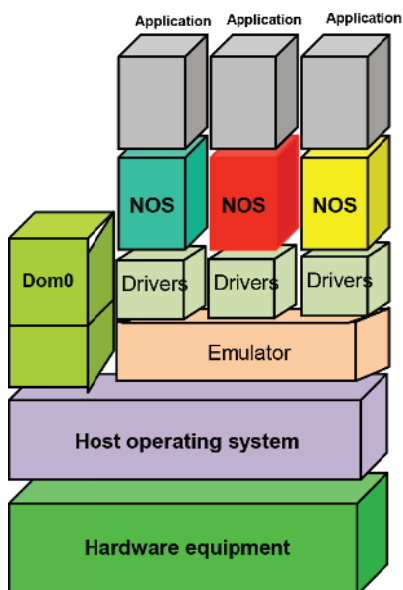 Application Application Application
NOS NOS NOS
Dom0 Drivers Drivers Drivers
Emulator
Host operating system
Hardware equipment